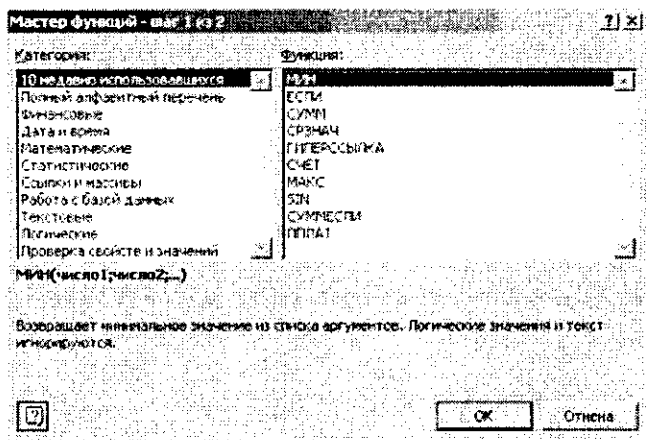 Мастер функций - шаг 1 из 2
Категория:
10 недавно использовавшихся
Полный алфавитный перечень
Финансовые
Дата и время
Математические
Статистические
Ссылки и массивы
Работа с базой данных
Текстовые
Логические
Проверка свойств и значений
Функция:
МИН
ЕСЛИ
СУММ
СРЗНАЧ
ГИПЕРССЫЛКА
СЧЕТ
МАКС
SIN
СУММЕСЛИ
ППЛАТ
МИН(число1;число2;...)
Возвращает минимальное значение из списка аргументов. Логические значения и текст
игнорируются.
OK
Отмена